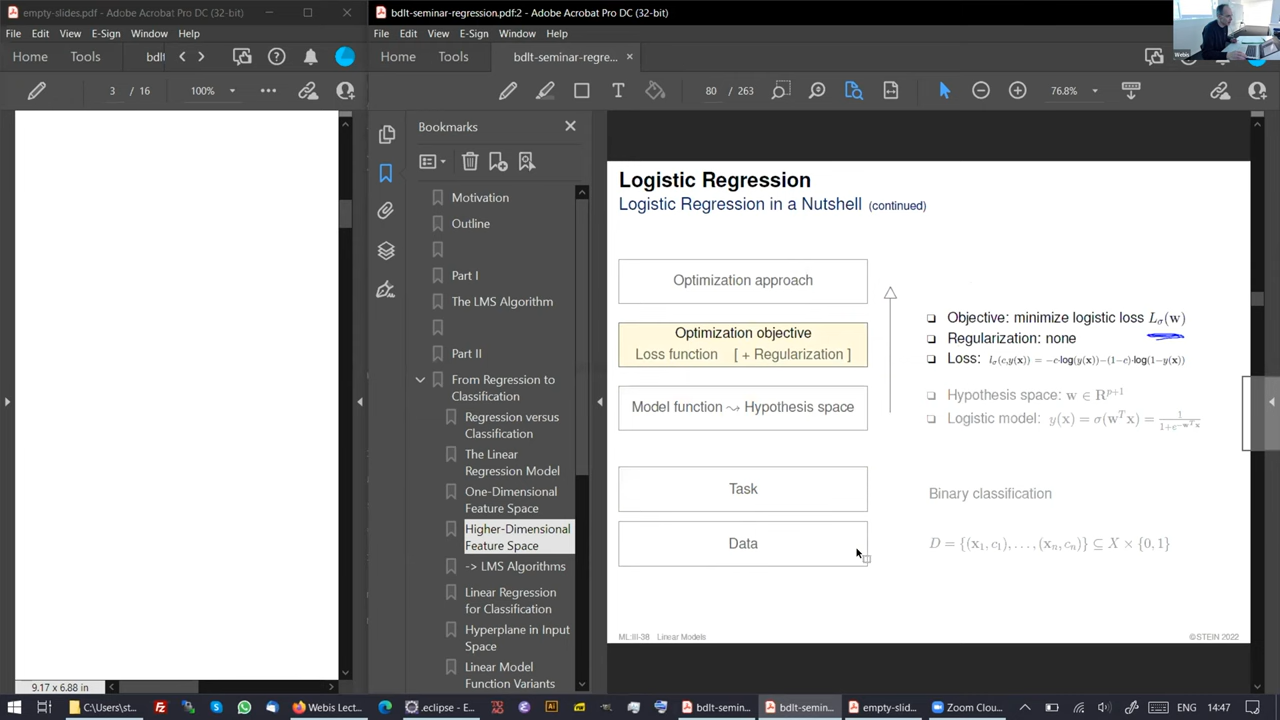 empty-slides.pdf - Adobe Acrobat Pro DC (32-bit)
File Edit View E-Sign Window Help
Home Tools bdlt
3 / 16 100%
9.17 x 6.88 in
bdlt-seminar-regression.pdf:2 - Adobe Acrobat Pro DC (32-bit)
File Edit View E-Sign Window Help
Home Tools bdlt-seminar-regre...
80 / 263 76.8%
Webis
Bookmarks
Motivation
Outline
Part I
The LMS Algorithm
Part II
From Regression to
Classification
Regression versus
Classification
The Linear
Regression Model
One-Dimensional
Feature Space
Higher-Dimensional
Feature Space
-> LMS Algorithms
Linear Regression
for Classification
Hyperplane in Input
Space
Linear Model
Function Variants
Logistic Regression
Logistic Regression in a Nutshell (continued)
Optimization approach
Optimization objective
Loss function [ + Regularization ]
Model function ⤳ Hypothesis space
Task
Data
❑ Objective: minimize logistic loss L_σ(w)
❑ Regularization: none
❑ Loss: l_σ(c,y(x)) = −c·log(y(x))−(1−c)·log(1−y(x))
❑ Hypothesis space: w ∈ R^{p+1}
❑ Logistic model: y(x) = σ(w^T x) = 1/(1+e^{−w^T x})
Binary classification
D = {(x_1, c_1), . . . , (x_n, c_n)} ⊆ X × {0, 1}
ML:III-38 Linear Models
©STEIN 2022
C:\Users\st... Webis Lect... .eclipse - E... bdlt-semin... bdlt-semin... empty-slid... Zoom Clou... ENG 14:47